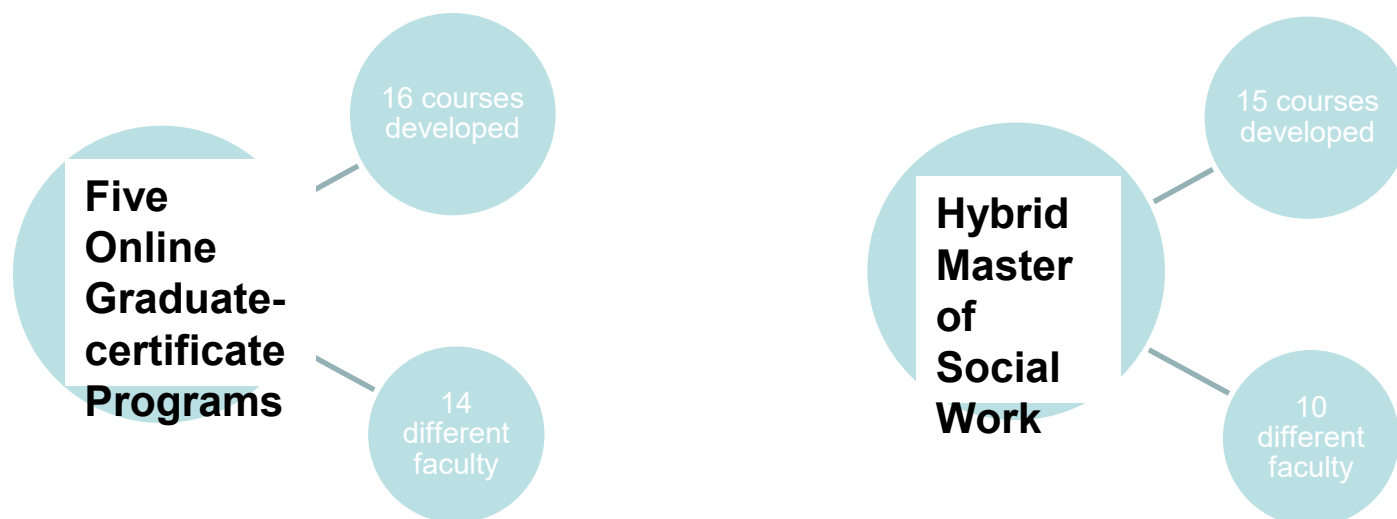 16 courses
developed
Five
Online
Graduate-
certificate
Programs
14
different
faculty
15 courses
developed
Hybrid
Master
of
Social
Work
10
different
faculty